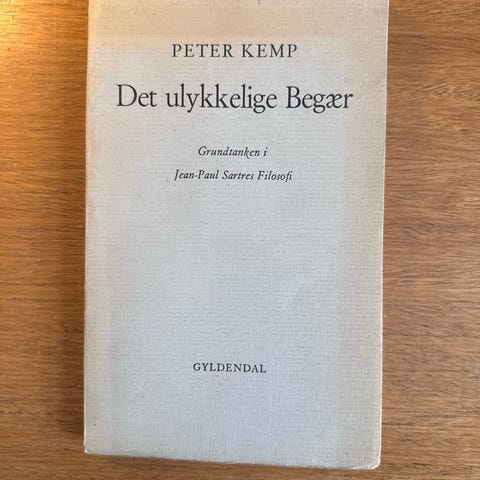 PETER KEMP
Det ulykkelige Begær
Grundtanken i
Jean-Paul Sartres Filosofi
GYLDENDAL